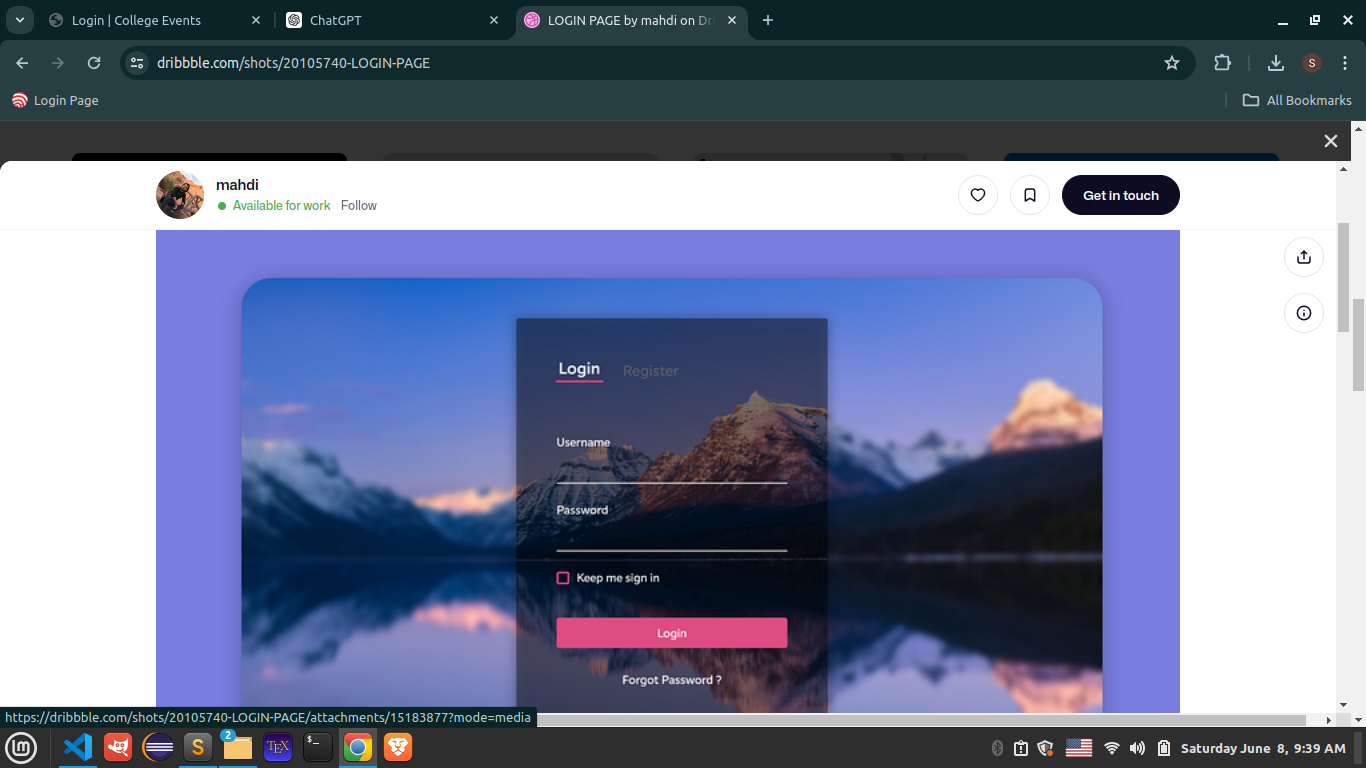 Login | College Events
ChatGPT
LOGIN PAGE by mahdi on Dr
dribbble.com/shots/20105740-LOGIN-PAGE
S
Login Page
All Bookmarks
mahdi
Available for work Follow
Get in touch
Login Register
Username
Password
Keep me sign in
Login
Forgot Password ?
https://dribbble.com/shots/20105740-LOGIN-PAGE/attachments/15183877?mode=media
lm
S
2
TEX
$_
Saturday June 8, 9:39 AM